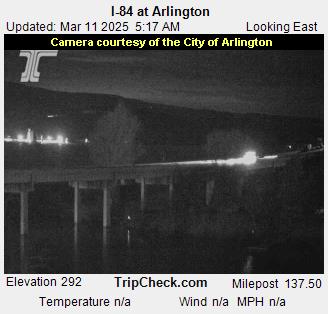 I-84 at Arlington
Updated: Mar 11 2025 5:17 AM Looking East
Camera courtesy of the City of Arlington
Elevation 292 TripCheck.com Milepost 137.50
Temperature n/a Wind n/a MPH n/a